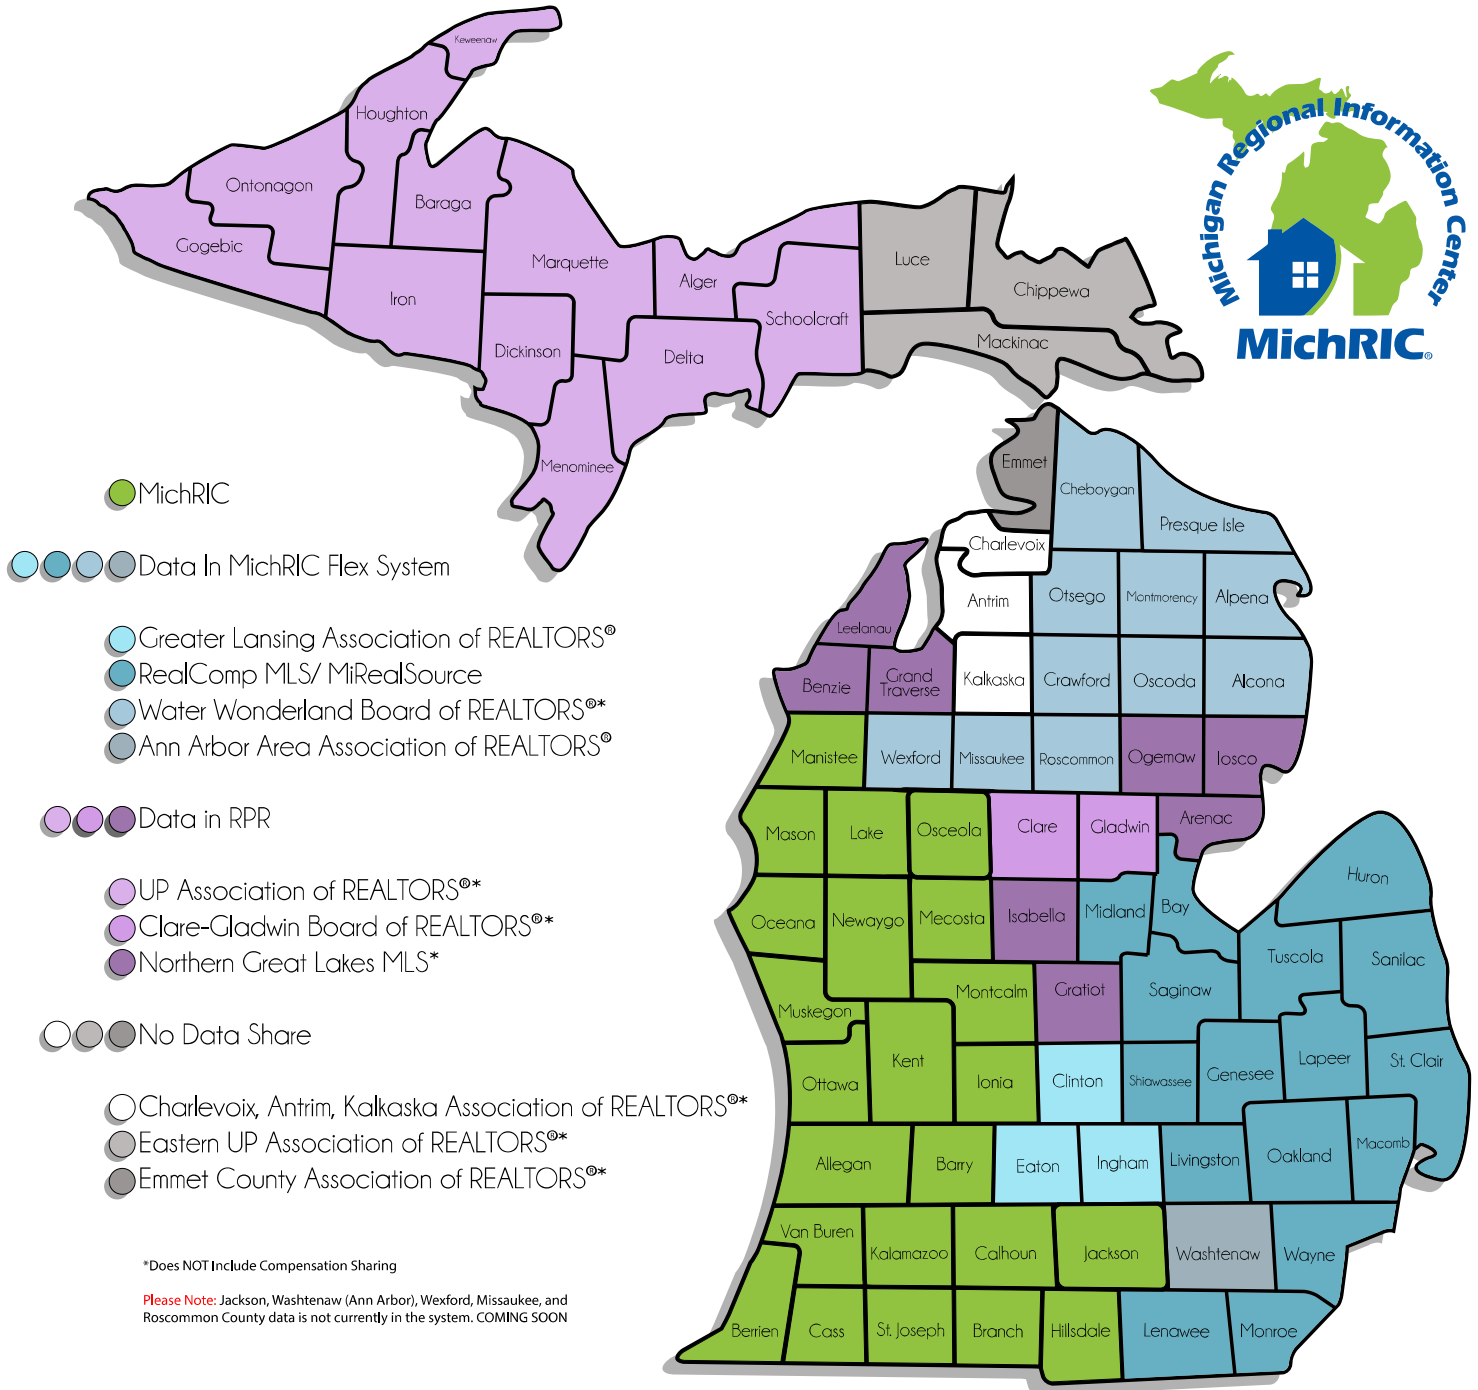 Keweenaw
Houghton
Ontonagon
Baraga
Gogebic
Marquette
Iron
Alger
Schoolcraft
Dickinson
Delta
Menominee
Luce
Chippewa
Mackinac
Michigan Regional Information Center
MichRIC®
MichRIC
Data In MichRIC Flex System
Greater Lansing Association of REALTORS®
RealComp MLS/ MiRealSource
Water Wonderland Board of REALTORS®*
Ann Arbor Area Association of REALTORS®
Data in RPR
UP Association of REALTORS®*
Clare-Gladwin Board of REALTORS®*
Northern Great Lakes MLS*
No Data Share
Charlevoix, Antrim, Kalkaska Association of REALTORS®*
Eastern UP Association of REALTORS®*
Emmet County Association of REALTORS®*
*Does NOT Include Compensation Sharing
Please Note: Jackson, Washtenaw (Ann Arbor), Wexford, Missaukee, and
Roscommon County data is not currently in the system. COMING SOON
Emmet
Cheboygan
Presque Isle
Charlevoix
Antrim
Otsego
Montmorency
Alpena
Leelanau
Benzie
Grand
Traverse
Kalkaska
Crawford
Oscoda
Alcona
Manistee
Wexford
Missaukee
Roscommon
Ogemaw
Iosco
Mason
Lake
Osceola
Clare
Gladwin
Arenac
Huron
Oceana
Newaygo
Mecosta
Isabella
Midland
Bay
Tuscola
Sanilac
Muskegon
Montcalm
Gratiot
Saginaw
Ottawa
Kent
Ionia
Clinton
Shiawassee
Genesee
Lapeer
St. Clair
Allegan
Barry
Eaton
Ingham
Livingston
Oakland
Macomb
Van Buren
Kalamazoo
Calhoun
Jackson
Washtenaw
Wayne
Berrien
Cass
St. Joseph
Branch
Hillsdale
Lenawee
Monroe